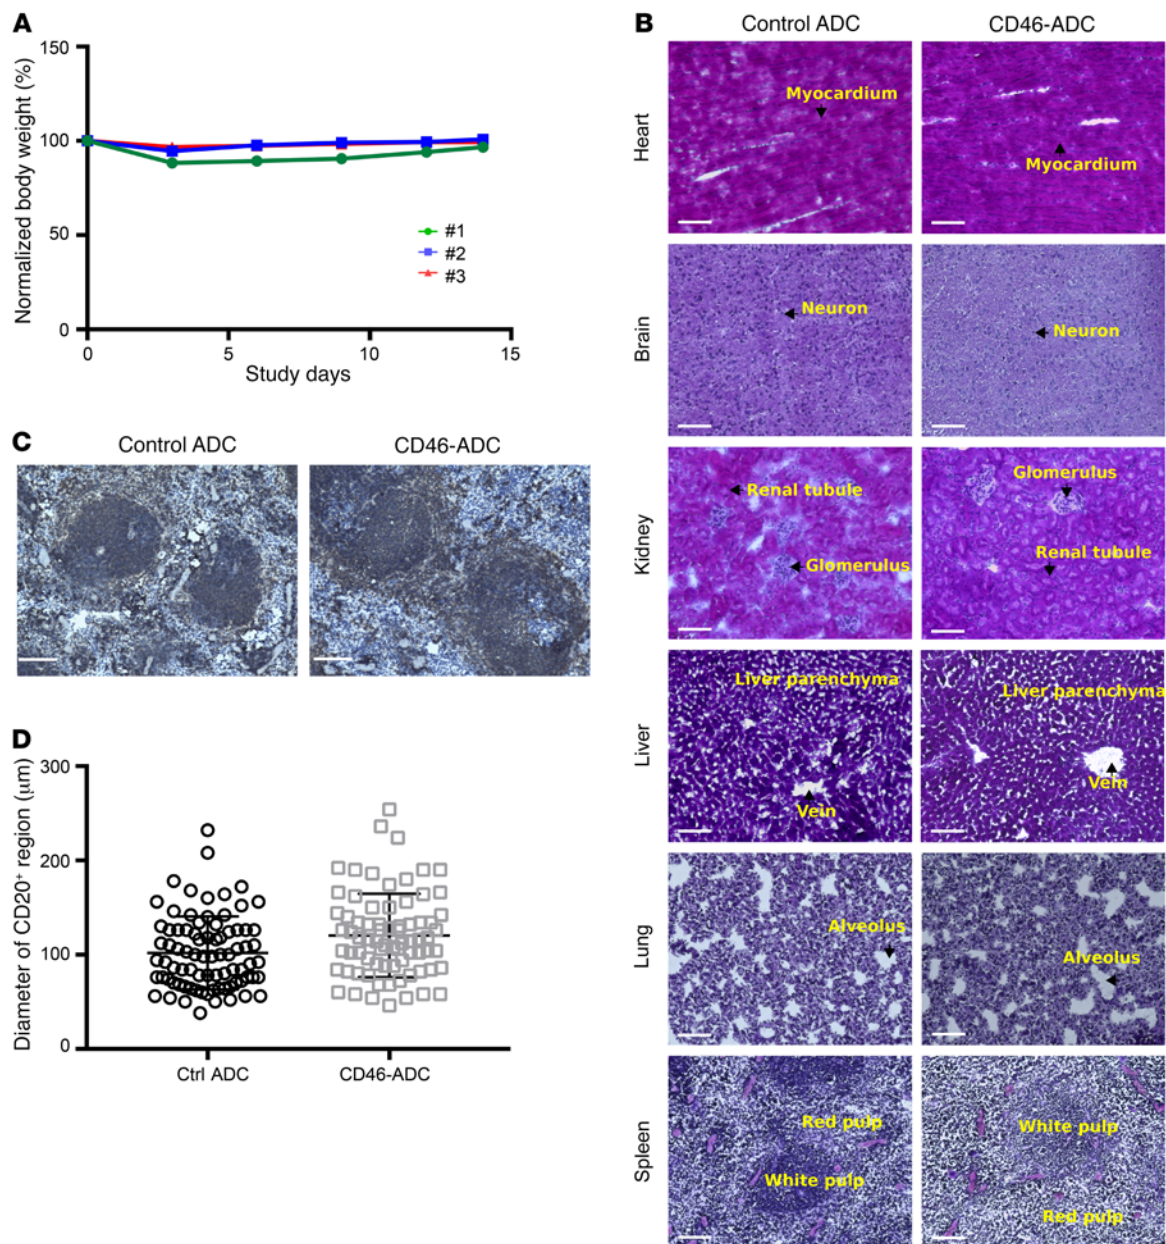 A
150
100
50
0
Normalized body weight (%)
0
5
10
15
Study days
#1
#2
#3
B
Control ADC
CD46-ADC
Heart
Myocardium
Myocardium
Brain
Neuron
Neuron
Kidney
Renal tubule
Glomerulus
Glomerulus
Renal tubule
Liver
Liver parenchyma
Vein
Liver parenchyma
Vein
Lung
Alveolus
Alveolus
Spleen
Red pulp
White pulp
White pulp
Red pulp
C
Control ADC
CD46-ADC
D
300
200
100
0
Diameter of CD20⁺ region (μm)
Ctrl ADC
CD46-ADC